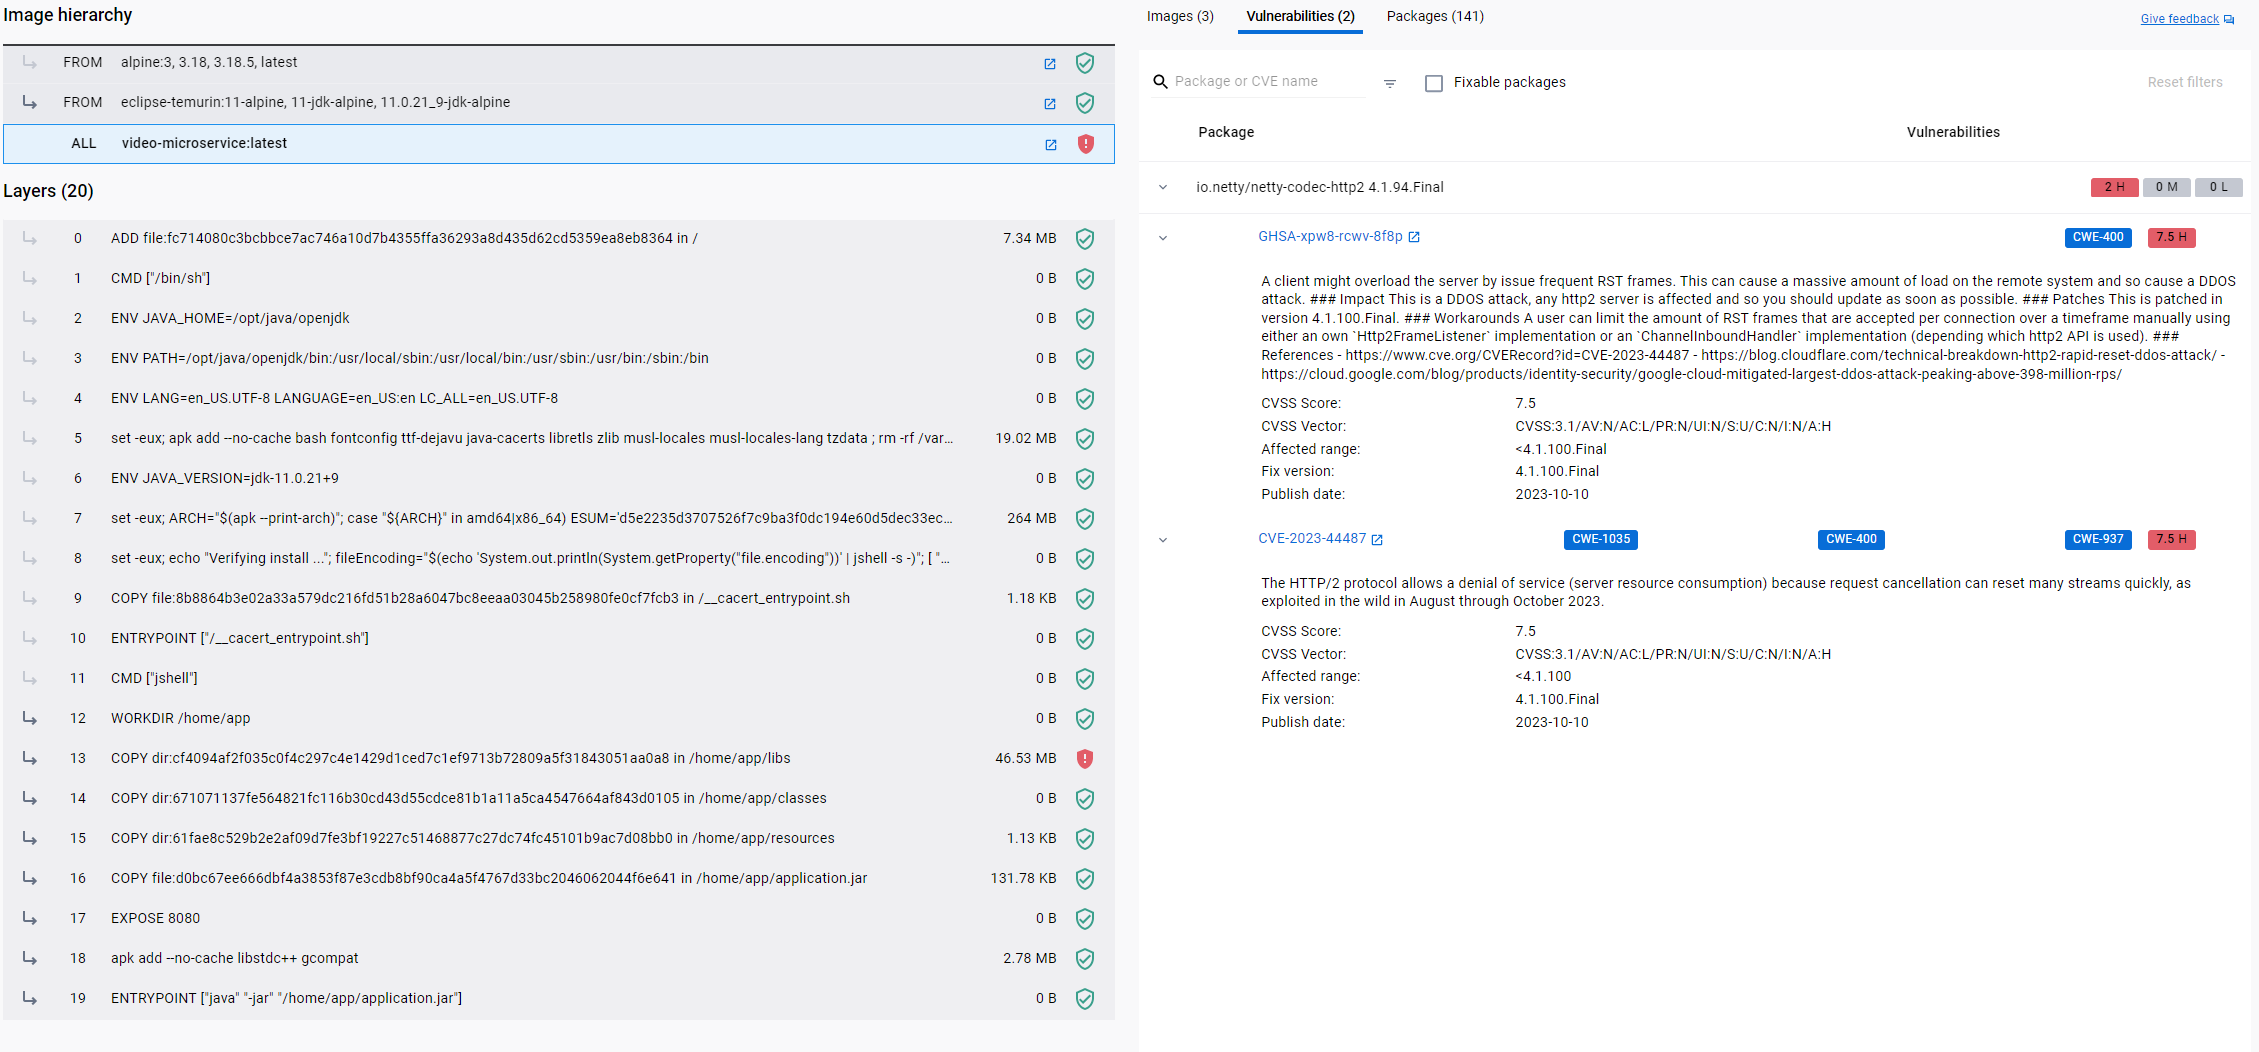 Image hierarchy
FROM alpine:3, 3.18, 3.18.5, latest
FROM eclipse-temurin:11-alpine, 11-jdk-alpine, 11.0.21_9-jdk-alpine
ALL video-microservice:latest
Layers (20)
0 ADD file:fc714080c3bcbbce7ac746a10d7b4355ffa36293a8d435d62cd5359ea8eb8364 in / 7.34 MB
1 CMD ["/bin/sh"] 0 B
2 ENV JAVA_HOME=/opt/java/openjdk 0 B
3 ENV PATH=/opt/java/openjdk/bin:/usr/local/sbin:/usr/local/bin:/usr/sbin:/usr/bin:/sbin:/bin 0 B
4 ENV LANG=en_US.UTF-8 LANGUAGE=en_US:en LC_ALL=en_US.UTF-8 0 B
5 set -eux; apk add --no-cache bash fontconfig ttf-dejavu java-cacerts libretls zlib musl-locales musl-locales-lang tzdata ; rm -rf /var... 19.02 MB
6 ENV JAVA_VERSION=jdk-11.0.21+9 0 B
7 set -eux; ARCH="$(apk --print-arch)"; case "${ARCH}" in amd64|x86_64) ESUM='d5e2235d3707526f7c9ba3f0dc194e60d5dec33ec... 264 MB
8 set -eux; echo "Verifying install ..."; fileEncoding="$(echo 'System.out.println(System.getProperty("file.encoding"))' | jshell -s -)"; [ "... 0 B
9 COPY file:8b8864b3e02a33a579dc216fd51b28a6047bc8eeaa03045b258980fe0cf7fcb3 in /__cacert_entrypoint.sh 1.18 KB
10 ENTRYPOINT ["/__cacert_entrypoint.sh"] 0 B
11 CMD ["jshell"] 0 B
12 WORKDIR /home/app 0 B
13 COPY dir:cf4094af2f035c0f4c297c4e1429d1ced7c1ef9713b72809a5f31843051aa0a8 in /home/app/libs 46.53 MB
14 COPY dir:671071137fe564821fc116b30cd43d55cdce81b1a11a5ca4547664af843d0105 in /home/app/classes 0 B
15 COPY dir:61fae8c529b2e2af09d7fe3bf19227c51468877c27dc74fc45101b9ac7d08bb0 in /home/app/resources 1.13 KB
16 COPY file:d0bc67ee666dbf4a3853f87e3cdb8bf90ca4a5f4767d33bc2046062044f6e641 in /home/app/application.jar 131.78 KB
17 EXPOSE 8080 0 B
18 apk add --no-cache libstdc++ gcompat 2.78 MB
19 ENTRYPOINT ["java" "-jar" "/home/app/application.jar"] 0 B
Images (3) Vulnerabilities (2) Packages (141) Give feedback
Package or CVE name Fixable packages Reset filters
Package Vulnerabilities
io.netty/netty-codec-http2 4.1.94.Final 2 H 0 M 0 L
GHSA-xpw8-rcwv-8f8p CWE-400 7.5 H
A client might overload the server by issue frequent RST frames. This can cause a massive amount of load on the remote system and so cause a DDOS
attack. ### Impact This is a DDOS attack, any http2 server is affected and so you should update as soon as possible. ### Patches This is patched in
version 4.1.100.Final. ### Workarounds A user can limit the amount of RST frames that are accepted per connection over a timeframe manually using
either an own `Http2FrameListener` implementation or an `ChannelInboundHandler` implementation (depending which http2 API is used). ###
References - https://www.cve.org/CVERecord?id=CVE-2023-44487 - https://blog.cloudflare.com/technical-breakdown-http2-rapid-reset-ddos-attack/ -
https://cloud.google.com/blog/products/identity-security/google-cloud-mitigated-largest-ddos-attack-peaking-above-398-million-rps/
CVSS Score: 7.5
CVSS Vector: CVSS:3.1/AV:N/AC:L/PR:N/UI:N/S:U/C:N/I:N/A:H
Affected range: <4.1.100.Final
Fix version: 4.1.100.Final
Publish date: 2023-10-10
CVE-2023-44487 CWE-1035 CWE-400 CWE-937 7.5 H
The HTTP/2 protocol allows a denial of service (server resource consumption) because request cancellation can reset many streams quickly, as
exploited in the wild in August through October 2023.
CVSS Score: 7.5
CVSS Vector: CVSS:3.1/AV:N/AC:L/PR:N/UI:N/S:U/C:N/I:N/A:H
Affected range: <4.1.100
Fix version: 4.1.100.Final
Publish date: 2023-10-10